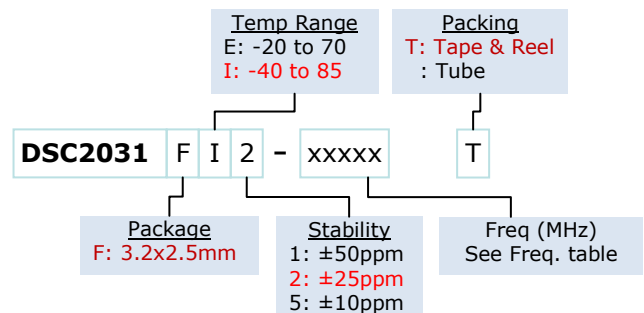 Temp Range
E: -20 to 70
I: -40 to 85
Packing
T: Tape & Reel
: Tube
DSC2031 F I 2 – xxxxx T
Package
F: 3.2x2.5mm
Stability
1: ±50ppm
2: ±25ppm
5: ±10ppm
Freq (MHz)
See Freq. table